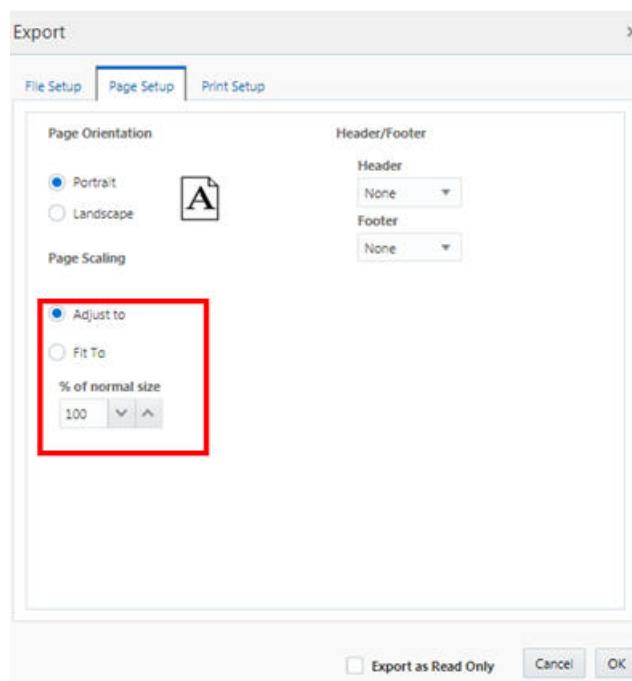 Export
File Setup Page Setup Print Setup
Page Orientation
Portrait
Landscape
A
Page Scaling
Adjust to
Fit To
% of normal size
100
Header/Footer
Header
None
Footer
None
Export as Read Only Cancel OK